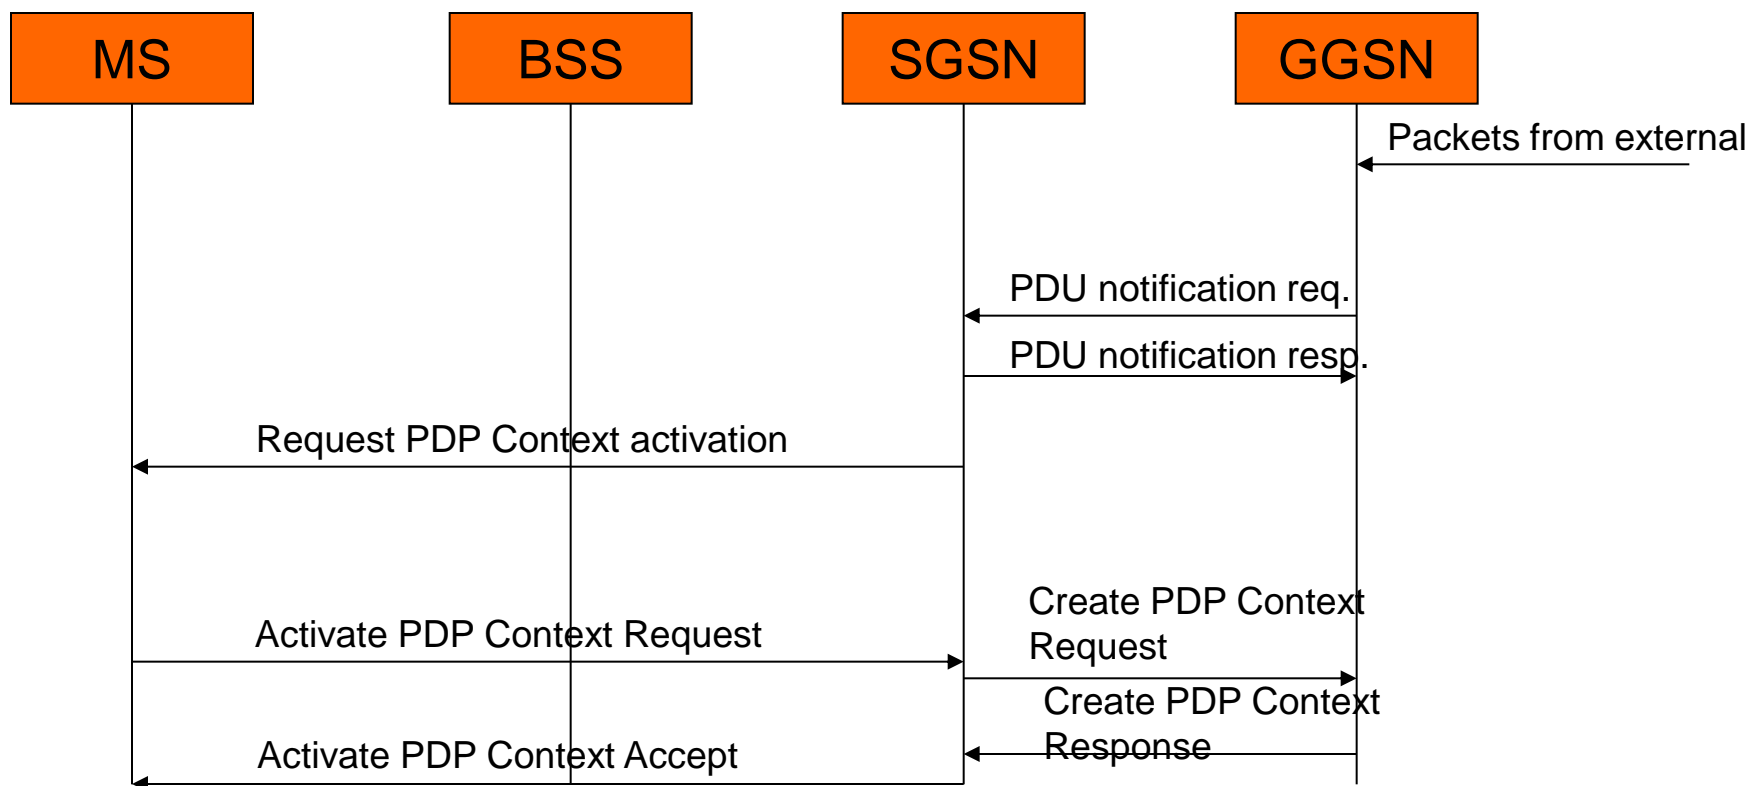 MS
BSS
SGSN
GGSN
Packets from external
PDU notification req.
PDU notification resp.
Request PDP Context activation
Activate PDP Context Request
Create PDP Context
Request
Create PDP Context
Response
Activate PDP Context Accept